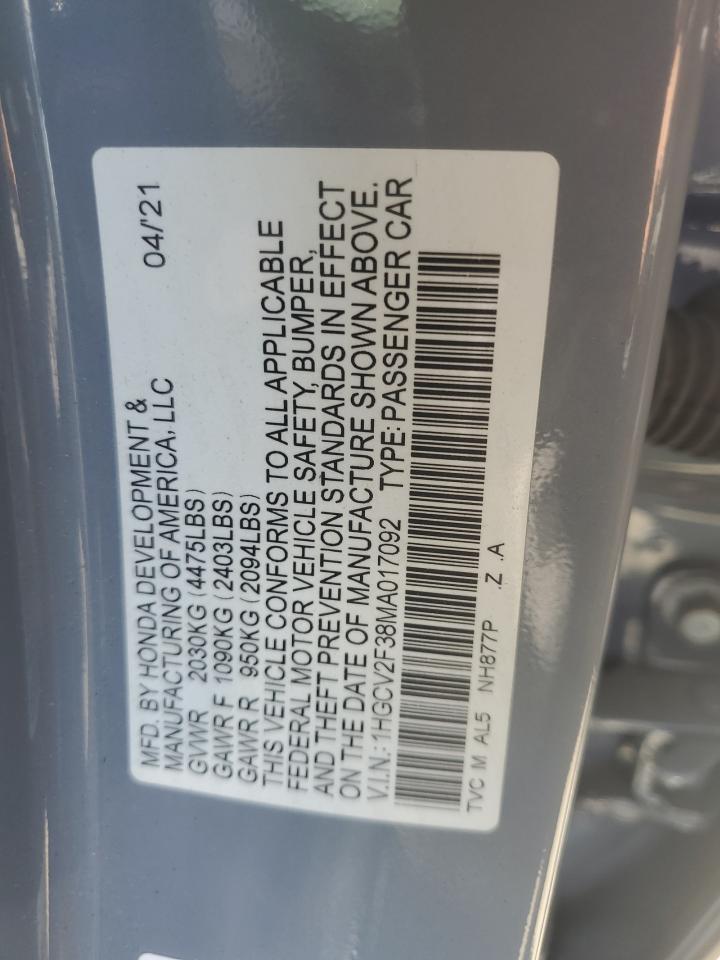 MFD. BY HONDA DEVELOPMENT & 04/'21
MANUFACTURING OF AMERICA, LLC
GVWR 2030KG (4475LBS)
GAWR F 1090KG (2403LBS)
GAWR R 950KG (2094LBS)
THIS VEHICLE CONFORMS TO ALL APPLICABLE
FEDERAL MOTOR VEHICLE SAFETY, BUMPER,
AND THEFT PREVENTION STANDARDS IN EFFECT
ON THE DATE OF MANUFACTURE SHOWN ABOVE.
V.I.N.: 1HGCV2F38MA017092 TYPE: PASSENGER CAR
TVC M AL5 NH877P .Z .A